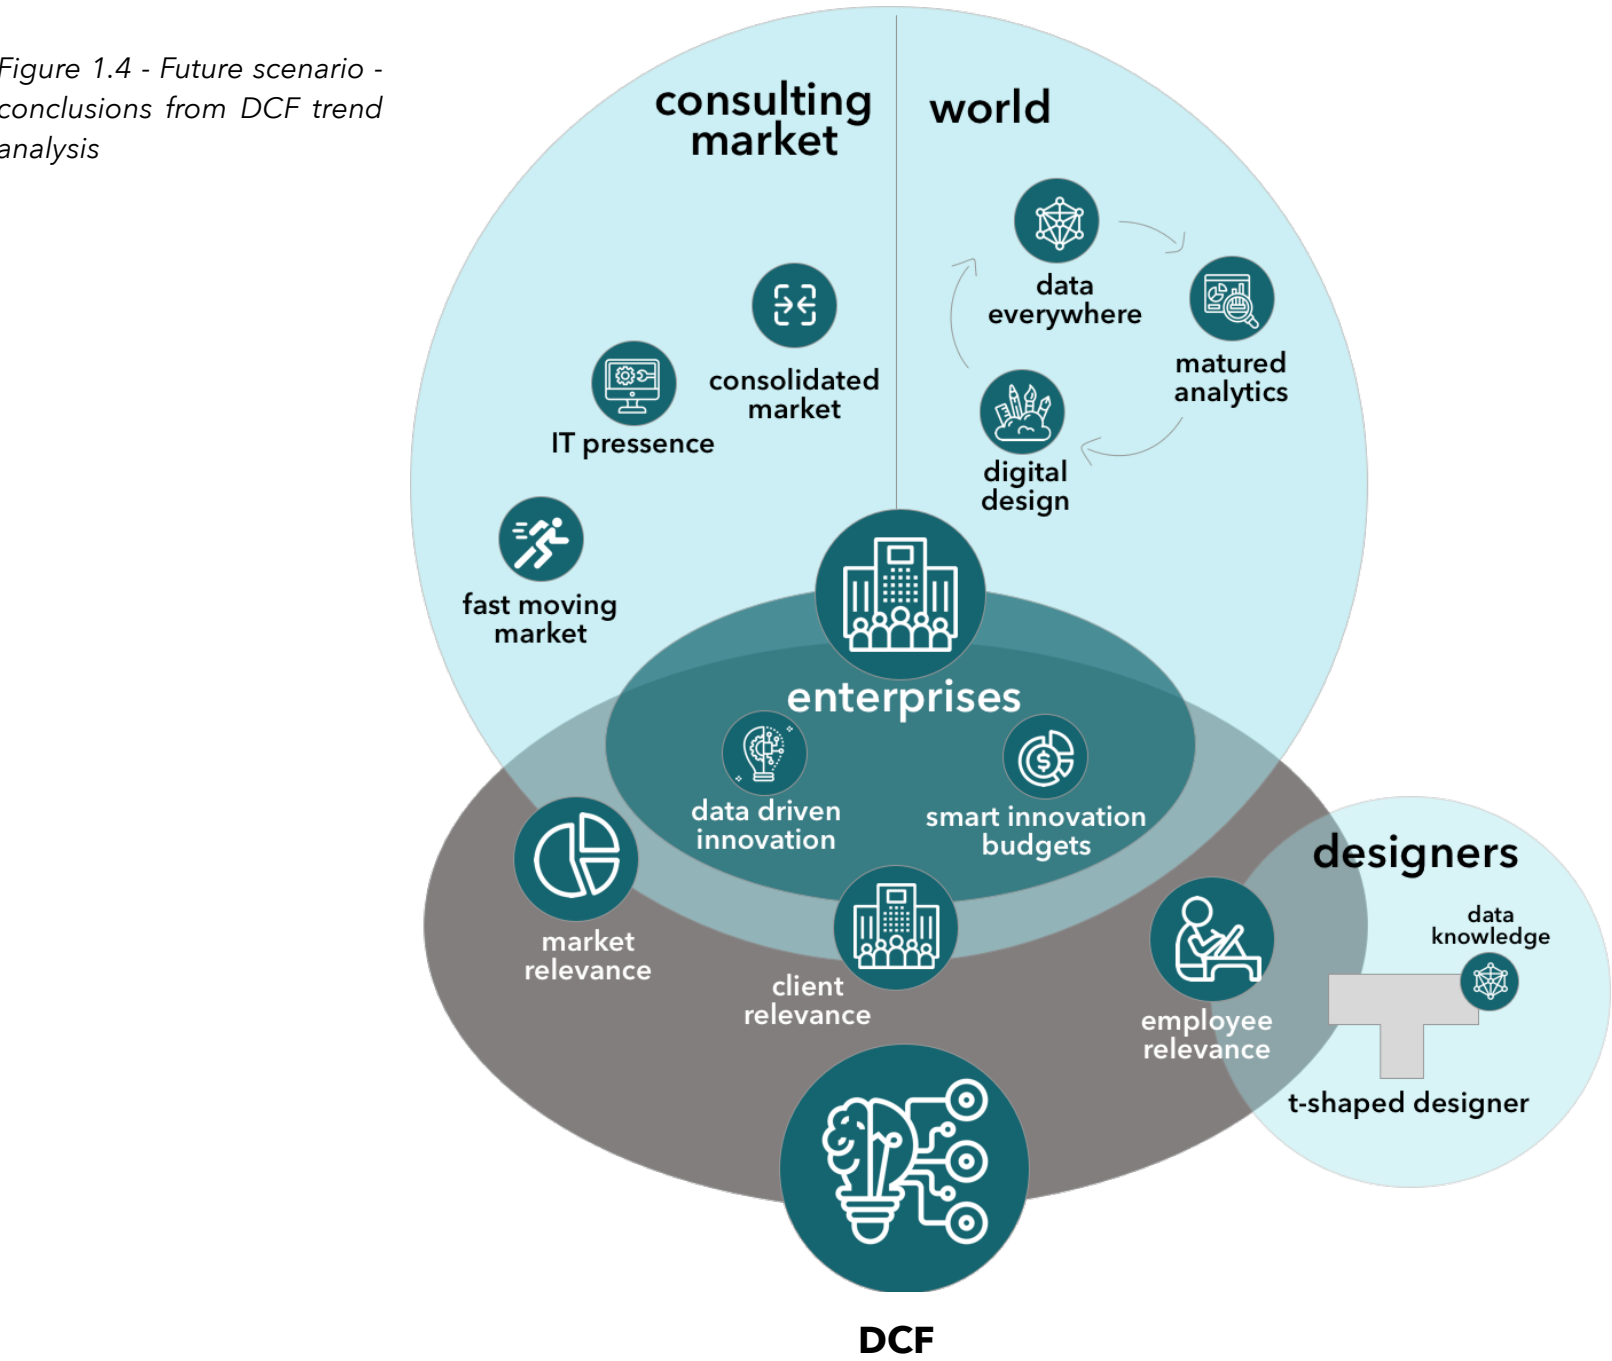 Figure 1.4 - Future scenario -
conclusions from DCF trend
analysis
consulting
market
world
data
everywhere
matured
analytics
digital
design
consolidated
market
IT pressence
fast moving
market
enterprises
data driven
innovation
smart innovation
budgets
market
relevance
client
relevance
employee
relevance
designers
data
knowledge
t-shaped designer
DCF